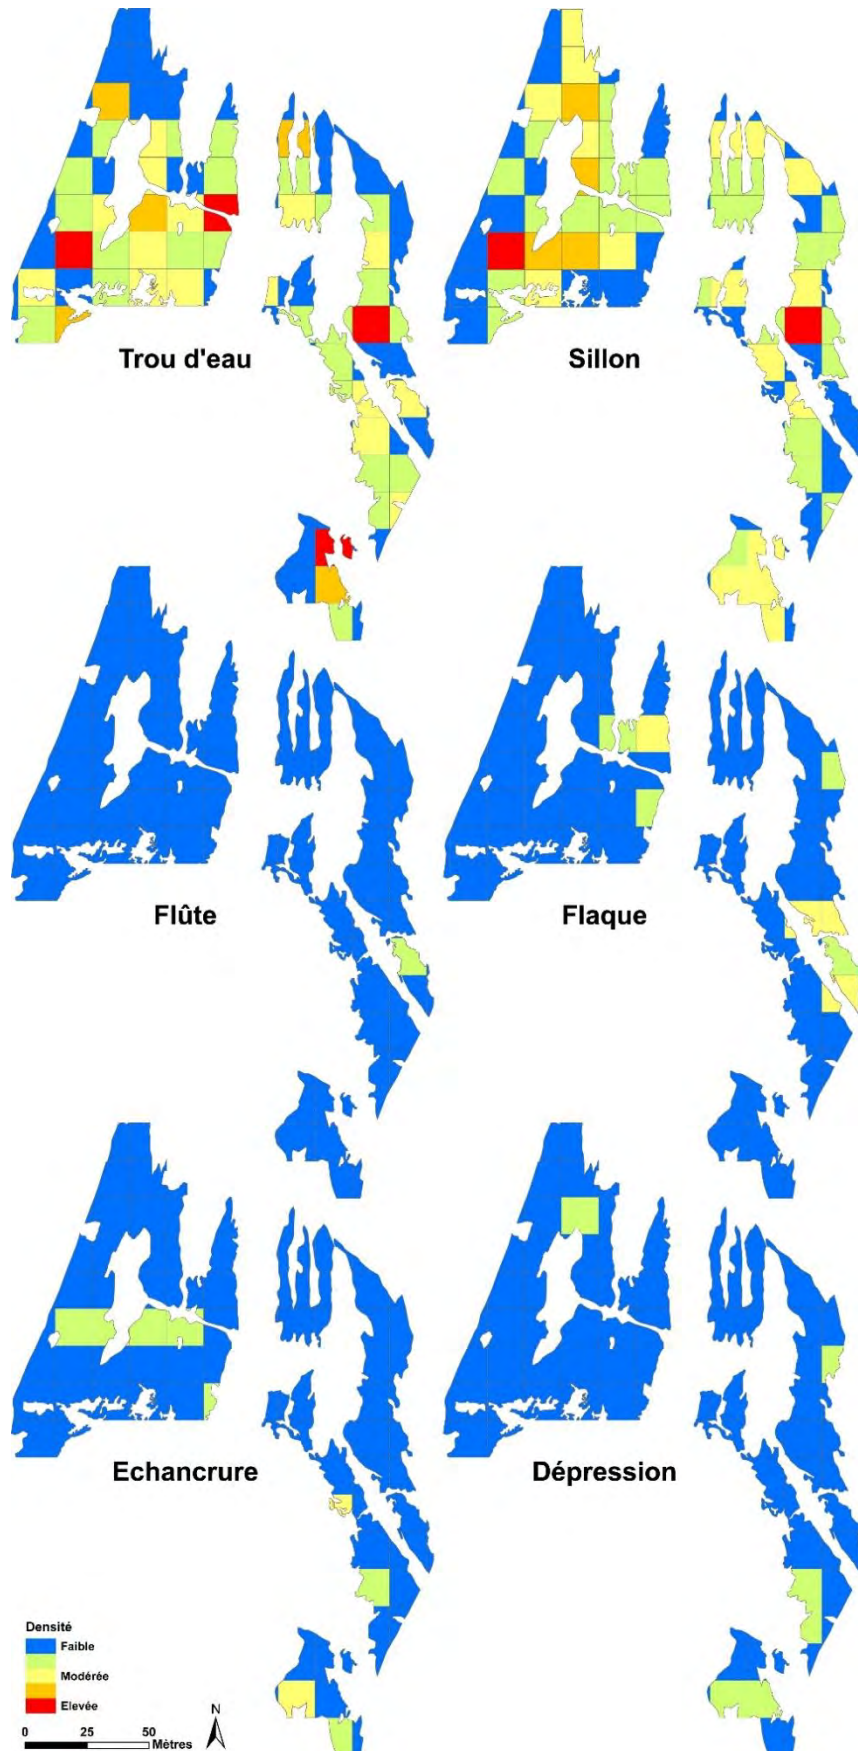 Trou d'eau
Sillon
Flûte
Flaque
Echancrure
Dépression
Densité
Faible
Modérée
Elevée
N
0 25 50
Mètres